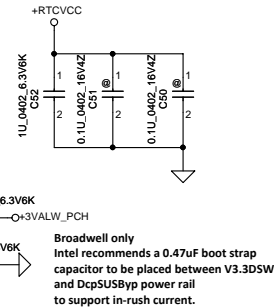 +RTCVCC
1U_0402_6.3V6K
C52
1
2
0.1U_0402_16V4Z
@
C51
1
2
0.1U_0402_16V4Z
@
C50
1
2
6.3V6K
+3VALW_PCH
V6K
Broadwell only
Intel recommends a 0.47uF boot strap
capacitor to be placed between V3.3DSW
and DcpSUSByp power rail
to support in-rush current.